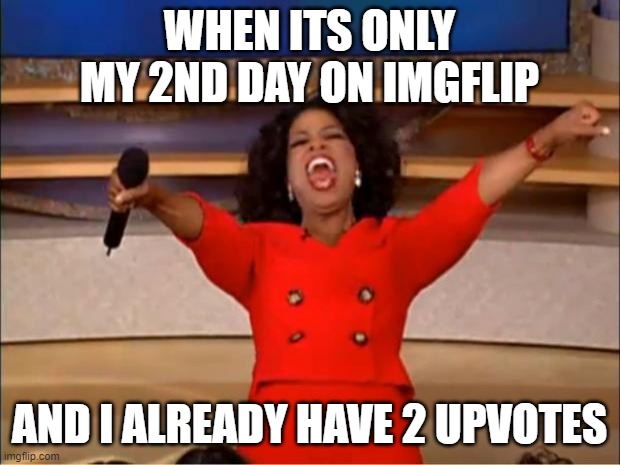 WHEN ITS ONLY
MY 2ND DAY ON IMGFLIP
AND I ALREADY HAVE 2 UPVOTES
imgflip.com